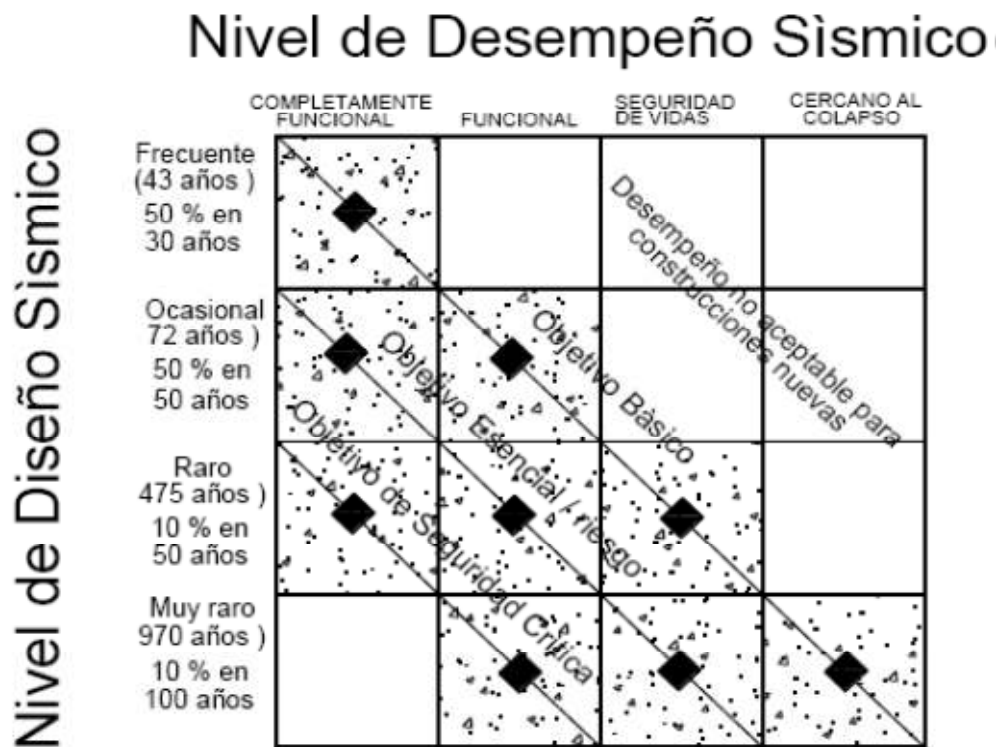 Nivel de Desempeño Sìsmico
Nivel de Diseño Sìsmico
COMPLETAMENTE
FUNCIONAL
FUNCIONAL
SEGURIDAD
DE VIDAS
CERCANO AL
COLAPSO
Frecuente
(43 años )
50 % en
30 años
Ocasional
72 años )
50 % en
50 años
Raro
475 años )
10 % en
50 años
Muy raro
970 años )
10 % en
100 años
Desempeño no aceptable para
construcciones nuevas
Objetivo Bàsico
Objetivo Esencial / riesgo
Objetivo de Seguridad Crìtica